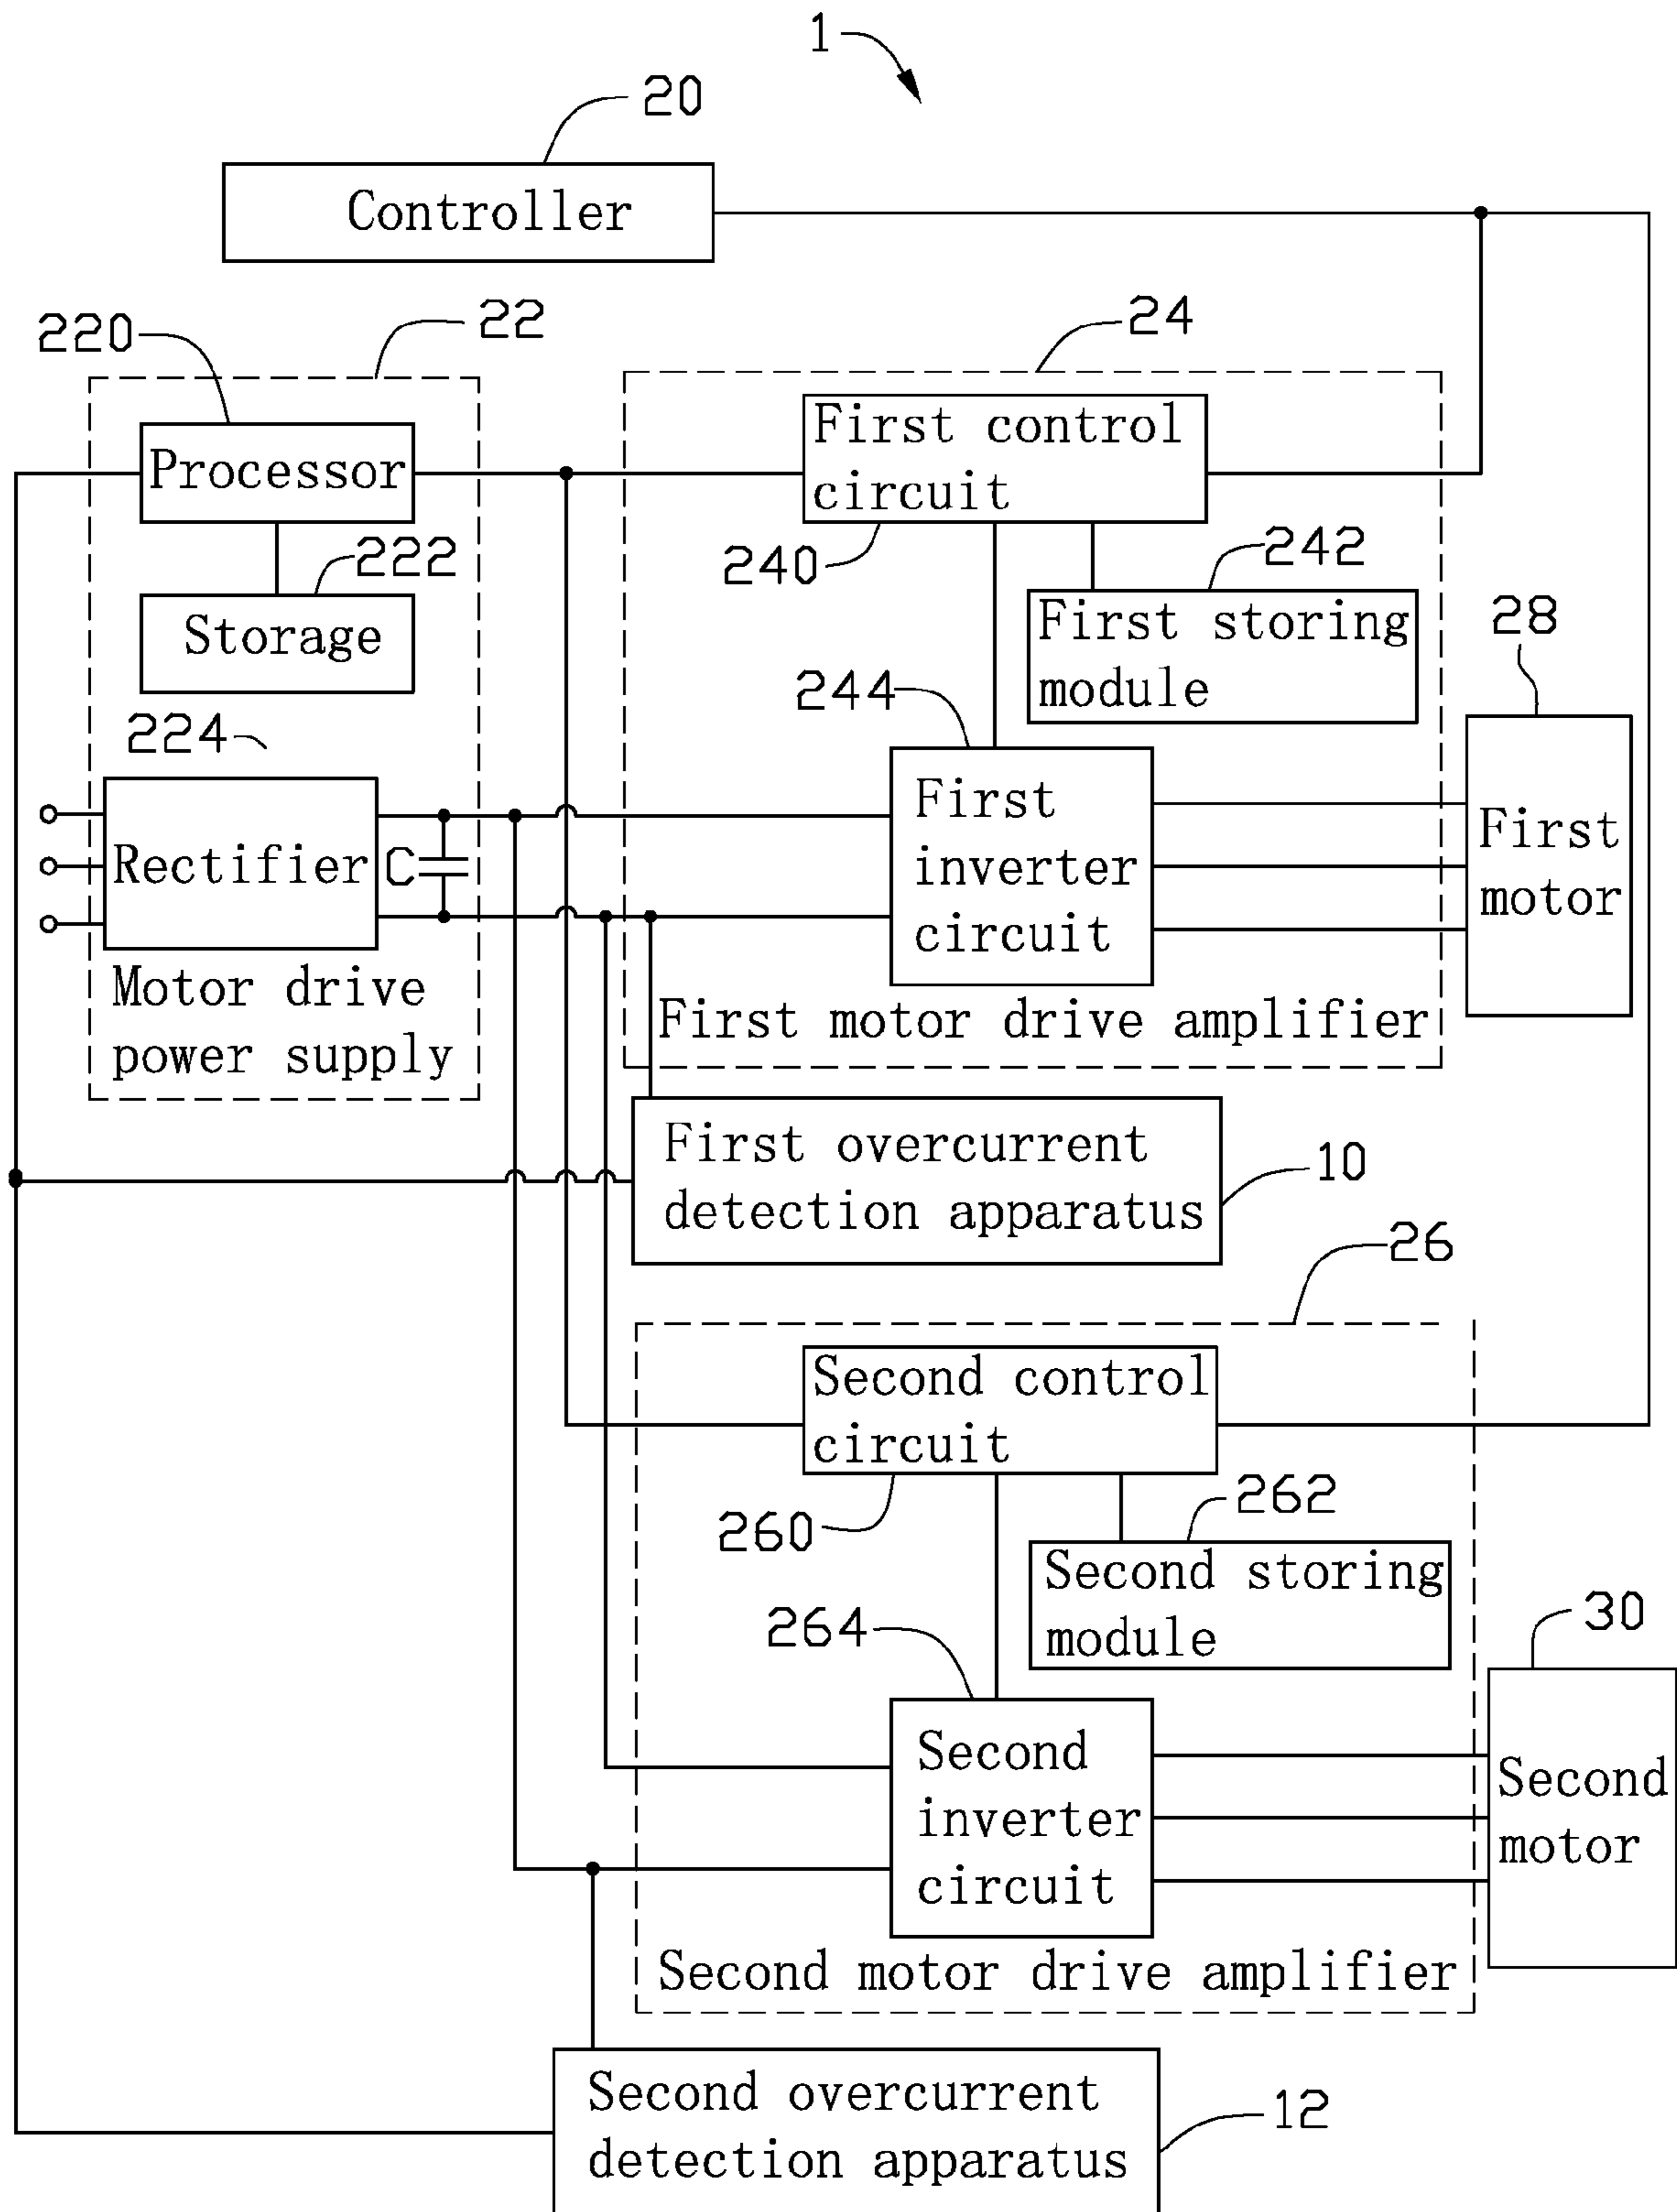 1
20
Controller
220
22
24
Processor
First control
circuit
222
240
242
Storage
First storing
module
28
224
244
Rectifier
C
First
inverter
circuit
First
motor
Motor drive
power supply
First motor drive amplifier
First overcurrent
detection apparatus
10
26
Second control
circuit
260
262
Second storing
module
264
30
Second
inverter
circuit
Second
motor
Second motor drive amplifier
Second overcurrent
detection apparatus
12